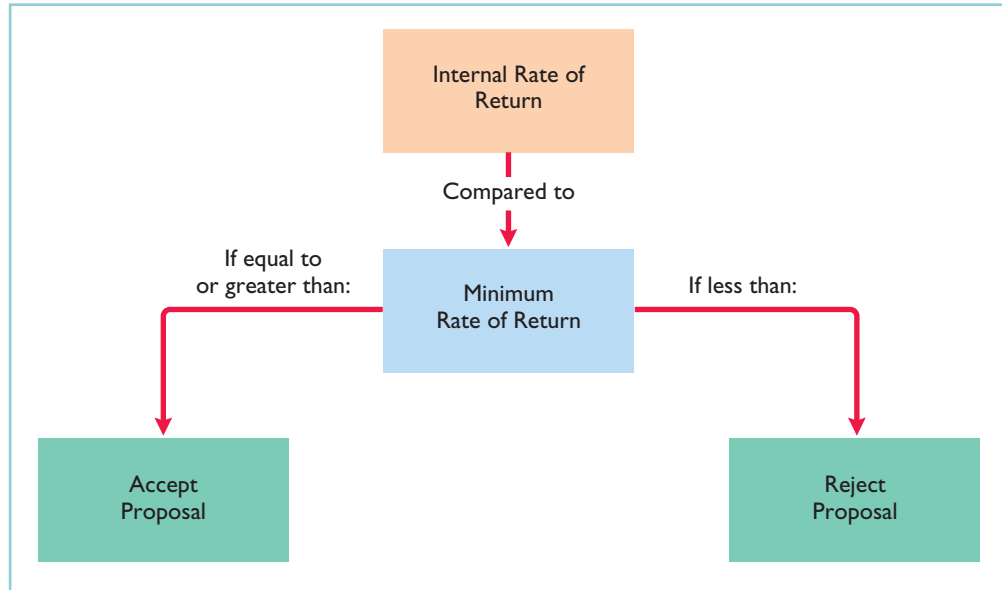 Internal Rate of
Return
Compared to
If equal to
or greater than:
Minimum
Rate of Return
If less than:
Accept
Proposal
Reject
Proposal